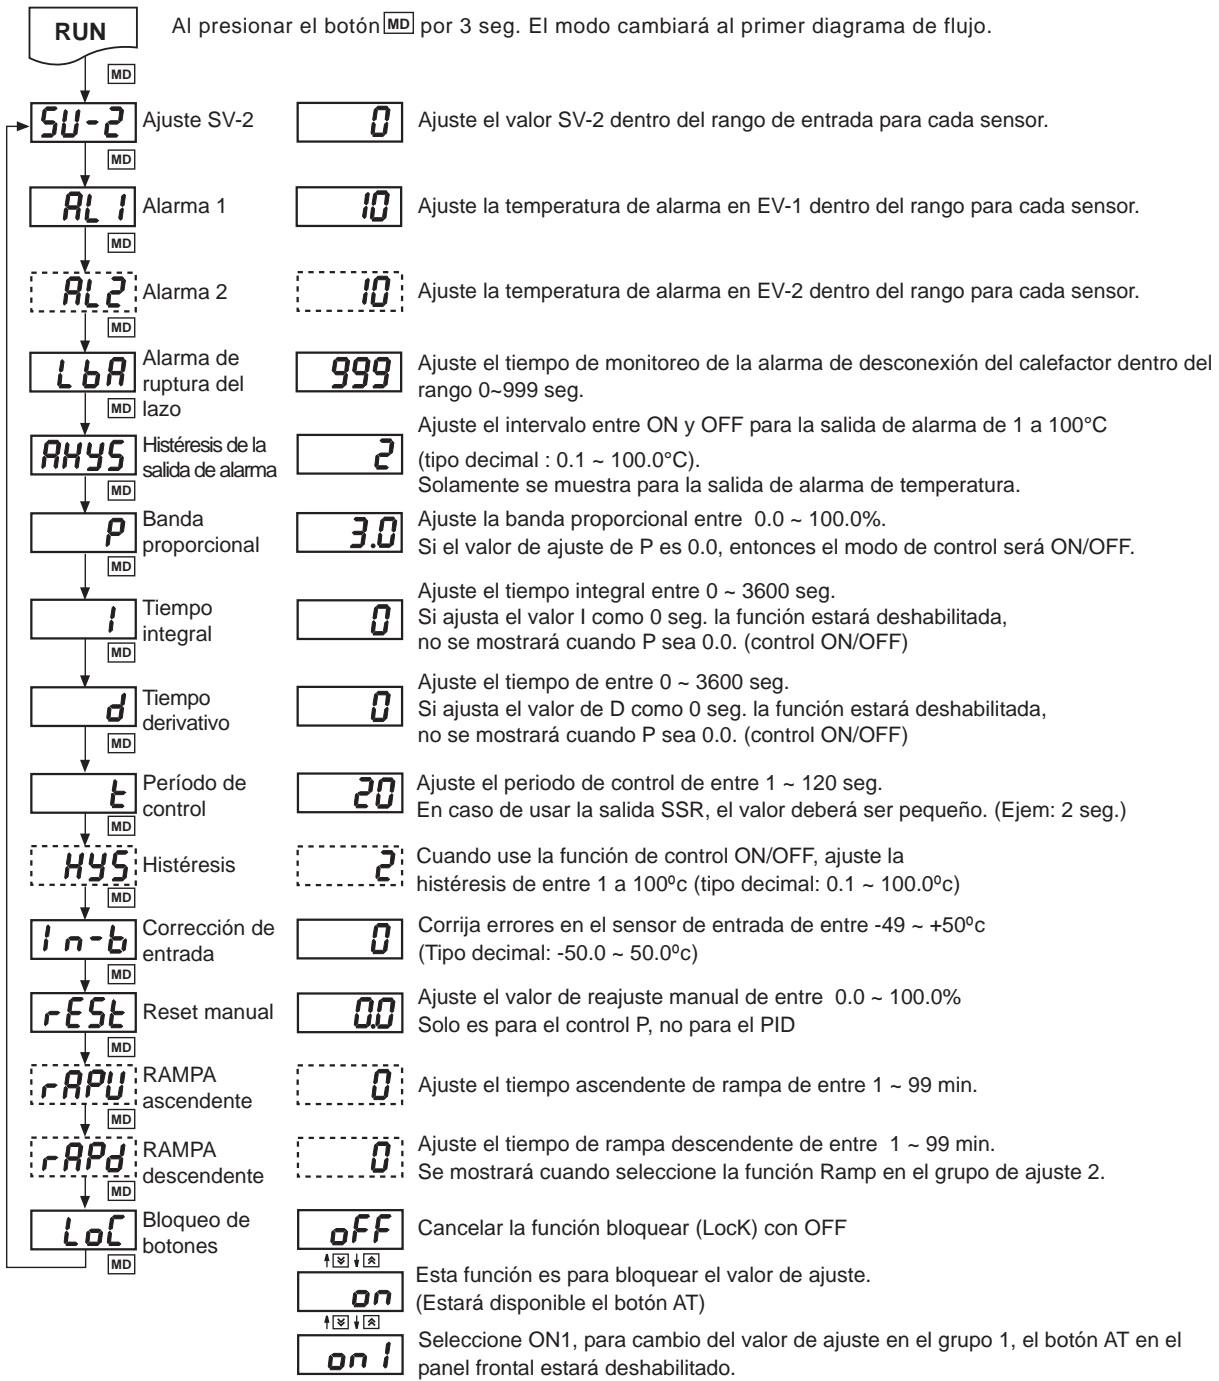 RUN
Al presionar el botón MD por 3 seg. El modo cambiará al primer diagrama de flujo.
MD
SU-2
Ajuste SV-2
0
Ajuste el valor SV-2 dentro del rango de entrada para cada sensor.
MD
AL1
Alarma 1
10
Ajuste la temperatura de alarma en EV-1 dentro del rango para cada sensor.
MD
AL2
Alarma 2
10
Ajuste la temperatura de alarma en EV-2 dentro del rango para cada sensor.
MD
LbA
Alarma de
ruptura del
lazo
999
Ajuste el tiempo de monitoreo de la alarma de desconexión del calefactor dentro del
rango 0~999 seg.
MD
AHYS
Histéresis de la
salida de alarma
2
Ajuste el intervalo entre ON y OFF para la salida de alarma de 1 a 100°C
(tipo decimal : 0.1 ~ 100.0°C).
Solamente se muestra para la salida de alarma de temperatura.
MD
P
Banda
proporcional
3.0
Ajuste la banda proporcional entre 0.0 ~ 100.0%.
Si el valor de ajuste de P es 0.0, entonces el modo de control será ON/OFF.
MD
I
Tiempo
integral
0
Ajuste el tiempo integral entre 0 ~ 3600 seg.
Si ajusta el valor I como 0 seg. la función estará deshabilitada,
no se mostrará cuando P sea 0.0. (control ON/OFF)
MD
d
Tiempo
derivativo
0
Ajuste el tiempo de entre 0 ~ 3600 seg.
Si ajusta el valor de D como 0 seg. la función estará deshabilitada,
no se mostrará cuando P sea 0.0. (control ON/OFF)
MD
t
Período de
control
20
Ajuste el periodo de control de entre 1 ~ 120 seg.
En caso de usar la salida SSR, el valor deberá ser pequeño. (Ejem: 2 seg.)
MD
HYS
Histéresis
2
Cuando use la función de control ON/OFF, ajuste la
histéresis de entre 1 a 100ºc (tipo decimal: 0.1 ~ 100.0ºc)
MD
In-b
Corrección de
entrada
0
Corrija errores en el sensor de entrada de entre -49 ~ +50ºc
(Tipo decimal: -50.0 ~ 50.0ºc)
MD
rESt
Reset manual
0.0
Ajuste el valor de reajuste manual de entre 0.0 ~ 100.0%
Solo es para el control P, no para el PID
MD
rAPU
RAMPA
ascendente
0
Ajuste el tiempo ascendente de rampa de entre 1 ~ 99 min.
MD
rAPd
RAMPA
descendente
0
Ajuste el tiempo de rampa descendente de entre 1 ~ 99 min.
Se mostrará cuando seleccione la función Ramp en el grupo de ajuste 2.
MD
LoC
Bloqueo de
botones
oFF
Cancelar la función bloquear (LocK) con OFF
MD
on
Esta función es para bloquear el valor de ajuste.
(Estará disponible el botón AT)
on1
Seleccione ON1, para cambio del valor de ajuste en el grupo 1, el botón AT en el
panel frontal estará deshabilitado.